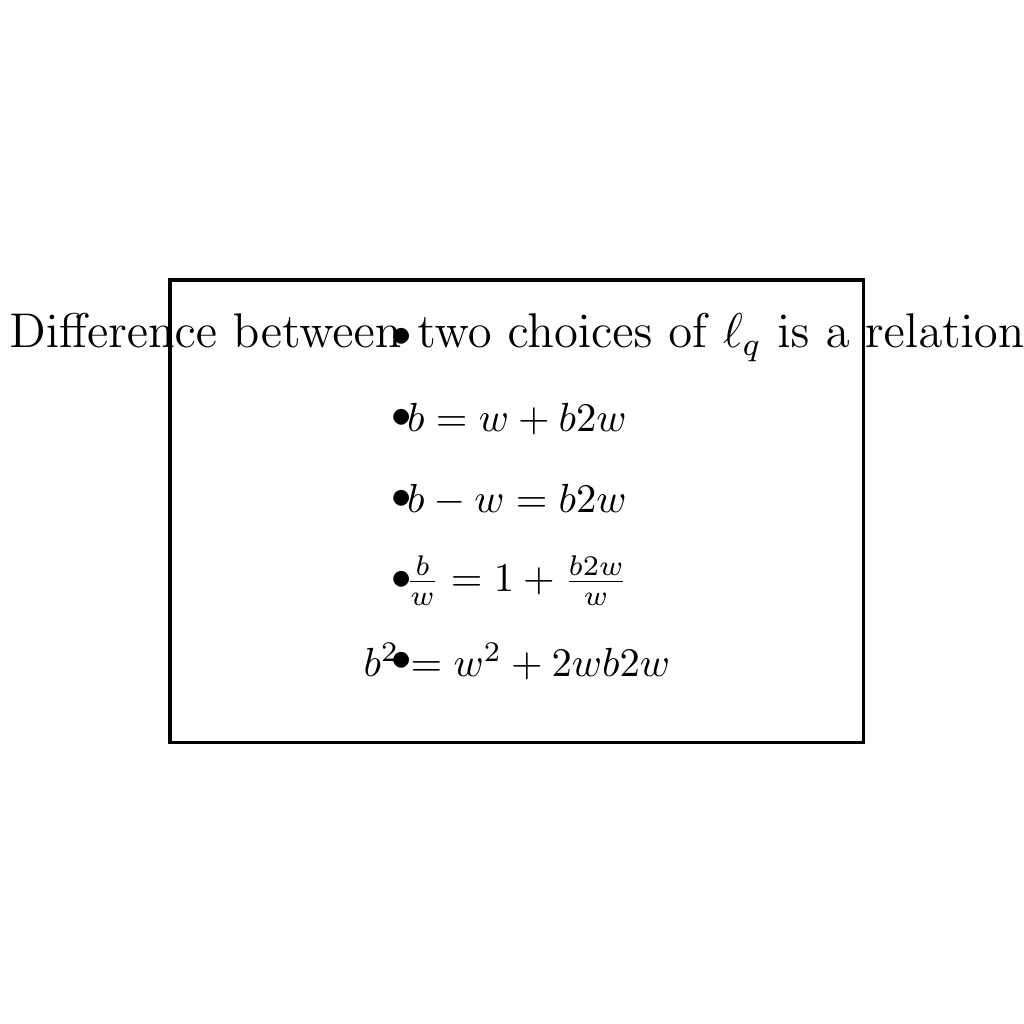 Difference between two choices of $\ell_q$ is a relation
$b = w + b2w$
$b - w = b2w$
$\frac{b}{w} = 1 + \frac{b2w}{w}$
$b^2 = w^2 + 2wb2w$